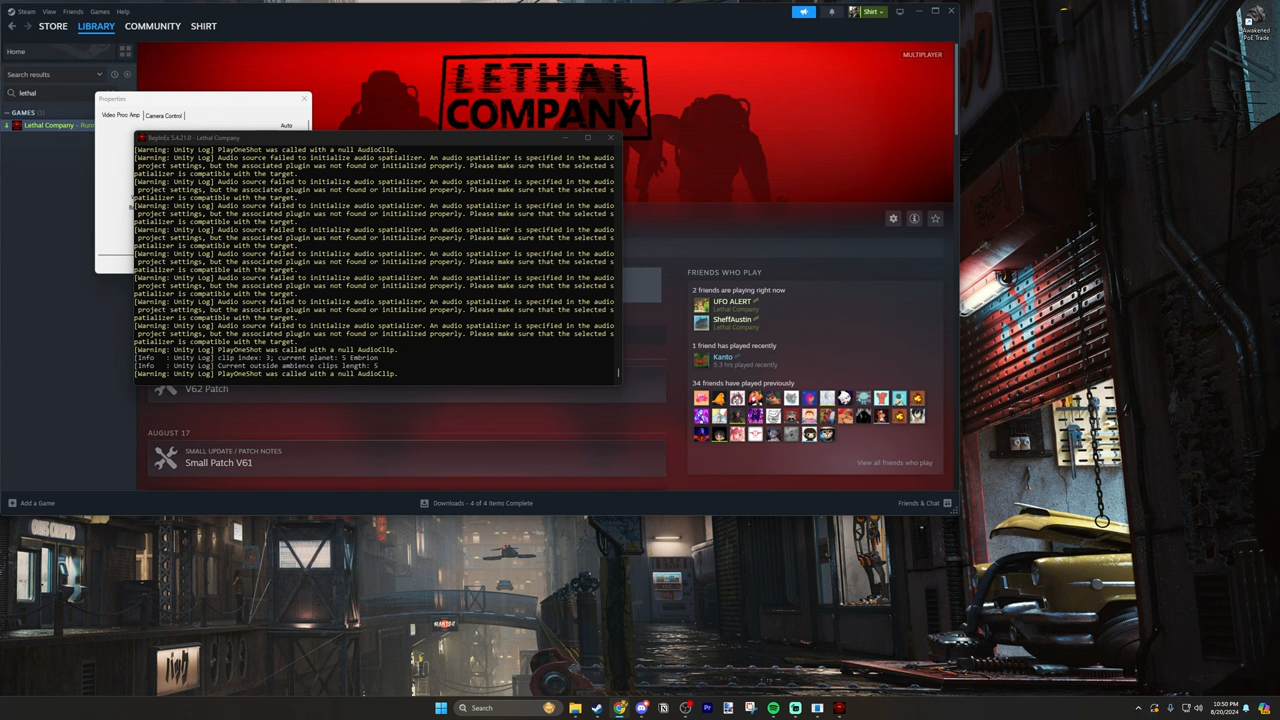 Steam View Friends Games Help
Shirt
STORE LIBRARY COMMUNITY SHIRT
Home
Search results
lethal
GAMES
Lethal Company - Runn
MULTIPLAYER
LETHAL
COMPANY
Properties
Video Proc Amp Camera Control
Auto
BepInEx 5.4.21.0 - Lethal Company
[Warning: Unity Log] PlayOneShot was called with a null AudioClip.
[Warning: Unity Log] Audio source failed to initialize audio spatializer. An audio spatializer is specified in the audio
project settings, but the associated plugin was not found or initialized properly. Please make sure that the selected s
patializer is compatible with the target.
[Warning: Unity Log] Audio source failed to initialize audio spatializer. An audio spatializer is specified in the audio
project settings, but the associated plugin was not found or initialized properly. Please make sure that the selected s
patializer is compatible with the target.
[Warning: Unity Log] Audio source failed to initialize audio spatializer. An audio spatializer is specified in the audio
project settings, but the associated plugin was not found or initialized properly. Please make sure that the selected s
patializer is compatible with the target.
[Warning: Unity Log] Audio source failed to initialize audio spatializer. An audio spatializer is specified in the audio
project settings, but the associated plugin was not found or initialized properly. Please make sure that the selected s
patializer is compatible with the target.
[Warning: Unity Log] Audio source failed to initialize audio spatializer. An audio spatializer is specified in the audio
project settings, but the associated plugin was not found or initialized properly. Please make sure that the selected s
patializer is compatible with the target.
[Warning: Unity Log] Audio source failed to initialize audio spatializer. An audio spatializer is specified in the audio
project settings, but the associated plugin was not found or initialized properly. Please make sure that the selected s
patializer is compatible with the target.
[Warning: Unity Log] Audio source failed to initialize audio spatializer. An audio spatializer is specified in the audio
project settings, but the associated plugin was not found or initialized properly. Please make sure that the selected s
patializer is compatible with the target.
[Warning: Unity Log] Audio source failed to initialize audio spatializer. An audio spatializer is specified in the audio
project settings, but the associated plugin was not found or initialized properly. Please make sure that the selected s
patializer is compatible with the target.
[Warning: Unity Log] PlayOneShot was called with a null AudioClip.
[Info : Unity Log] clip index: 3; current planet: 5 Embrion
[Info : Unity Log] Current outside ambience clips length: 5
[Warning: Unity Log] PlayOneShot was called with a null AudioClip.
V62 Patch
AUGUST 17
SMALL UPDATE / PATCH NOTES
Small Patch V61
FRIENDS WHO PLAY
2 friends are playing right now
UFO ALERT
Lethal Company
SheffAustin
Lethal Company
1 friend has played recently
Kanto
5.3 hrs played recently
34 friends have played previously
View all friends who play
Add a Game
Downloads - 4 of 4 Items Complete
Friends & Chat
Awakened
PoE Trade
Search
10:50 PM
8/20/2024